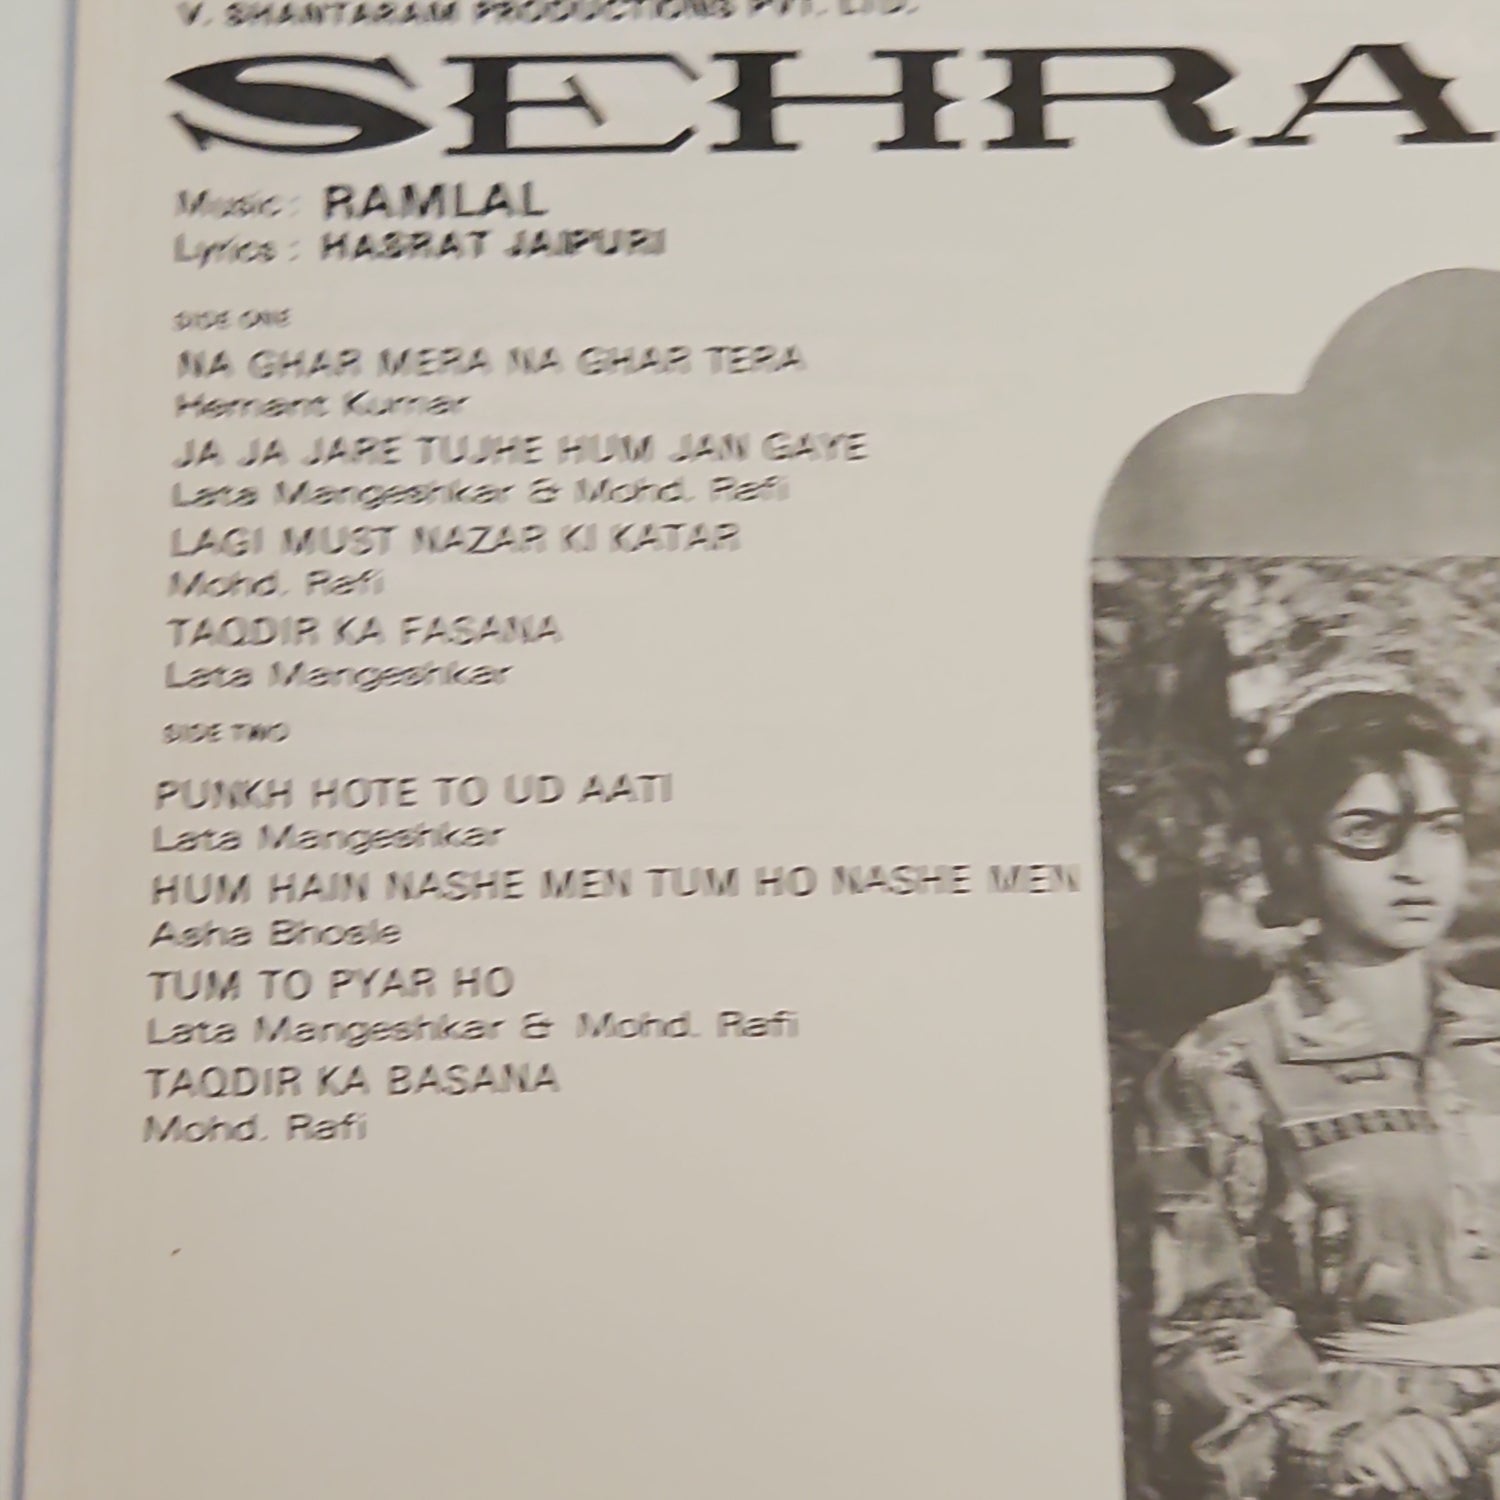 V. SHANTARAM PRODUCTIONS PVT. LTD.
SEHRA
Music: RAMLAL
Lyrics: HASRAT JAIPURI
SIDE ONE
NA GHAR MERA NA GHAR TERA
Hemant Kumar
JA JA JARE TUJHE HUM JAN GAYE
Lata Mangeshkar & Mohd. Rafi
LAGI MUST NAZAR KI KATAR
Mohd. Rafi
TAQDIR KA FASANA
Lata Mangeshkar
SIDE TWO
PUNKH HOTE TO UD AATI
Lata Mangeshkar
HUM HAIN NASHE MEN TUM HO NASHE MEN
Asha Bhosle
TUM TO PYAR HO
Lata Mangeshkar & Mohd. Rafi
TAQDIR KA BASANA
Mohd. Rafi